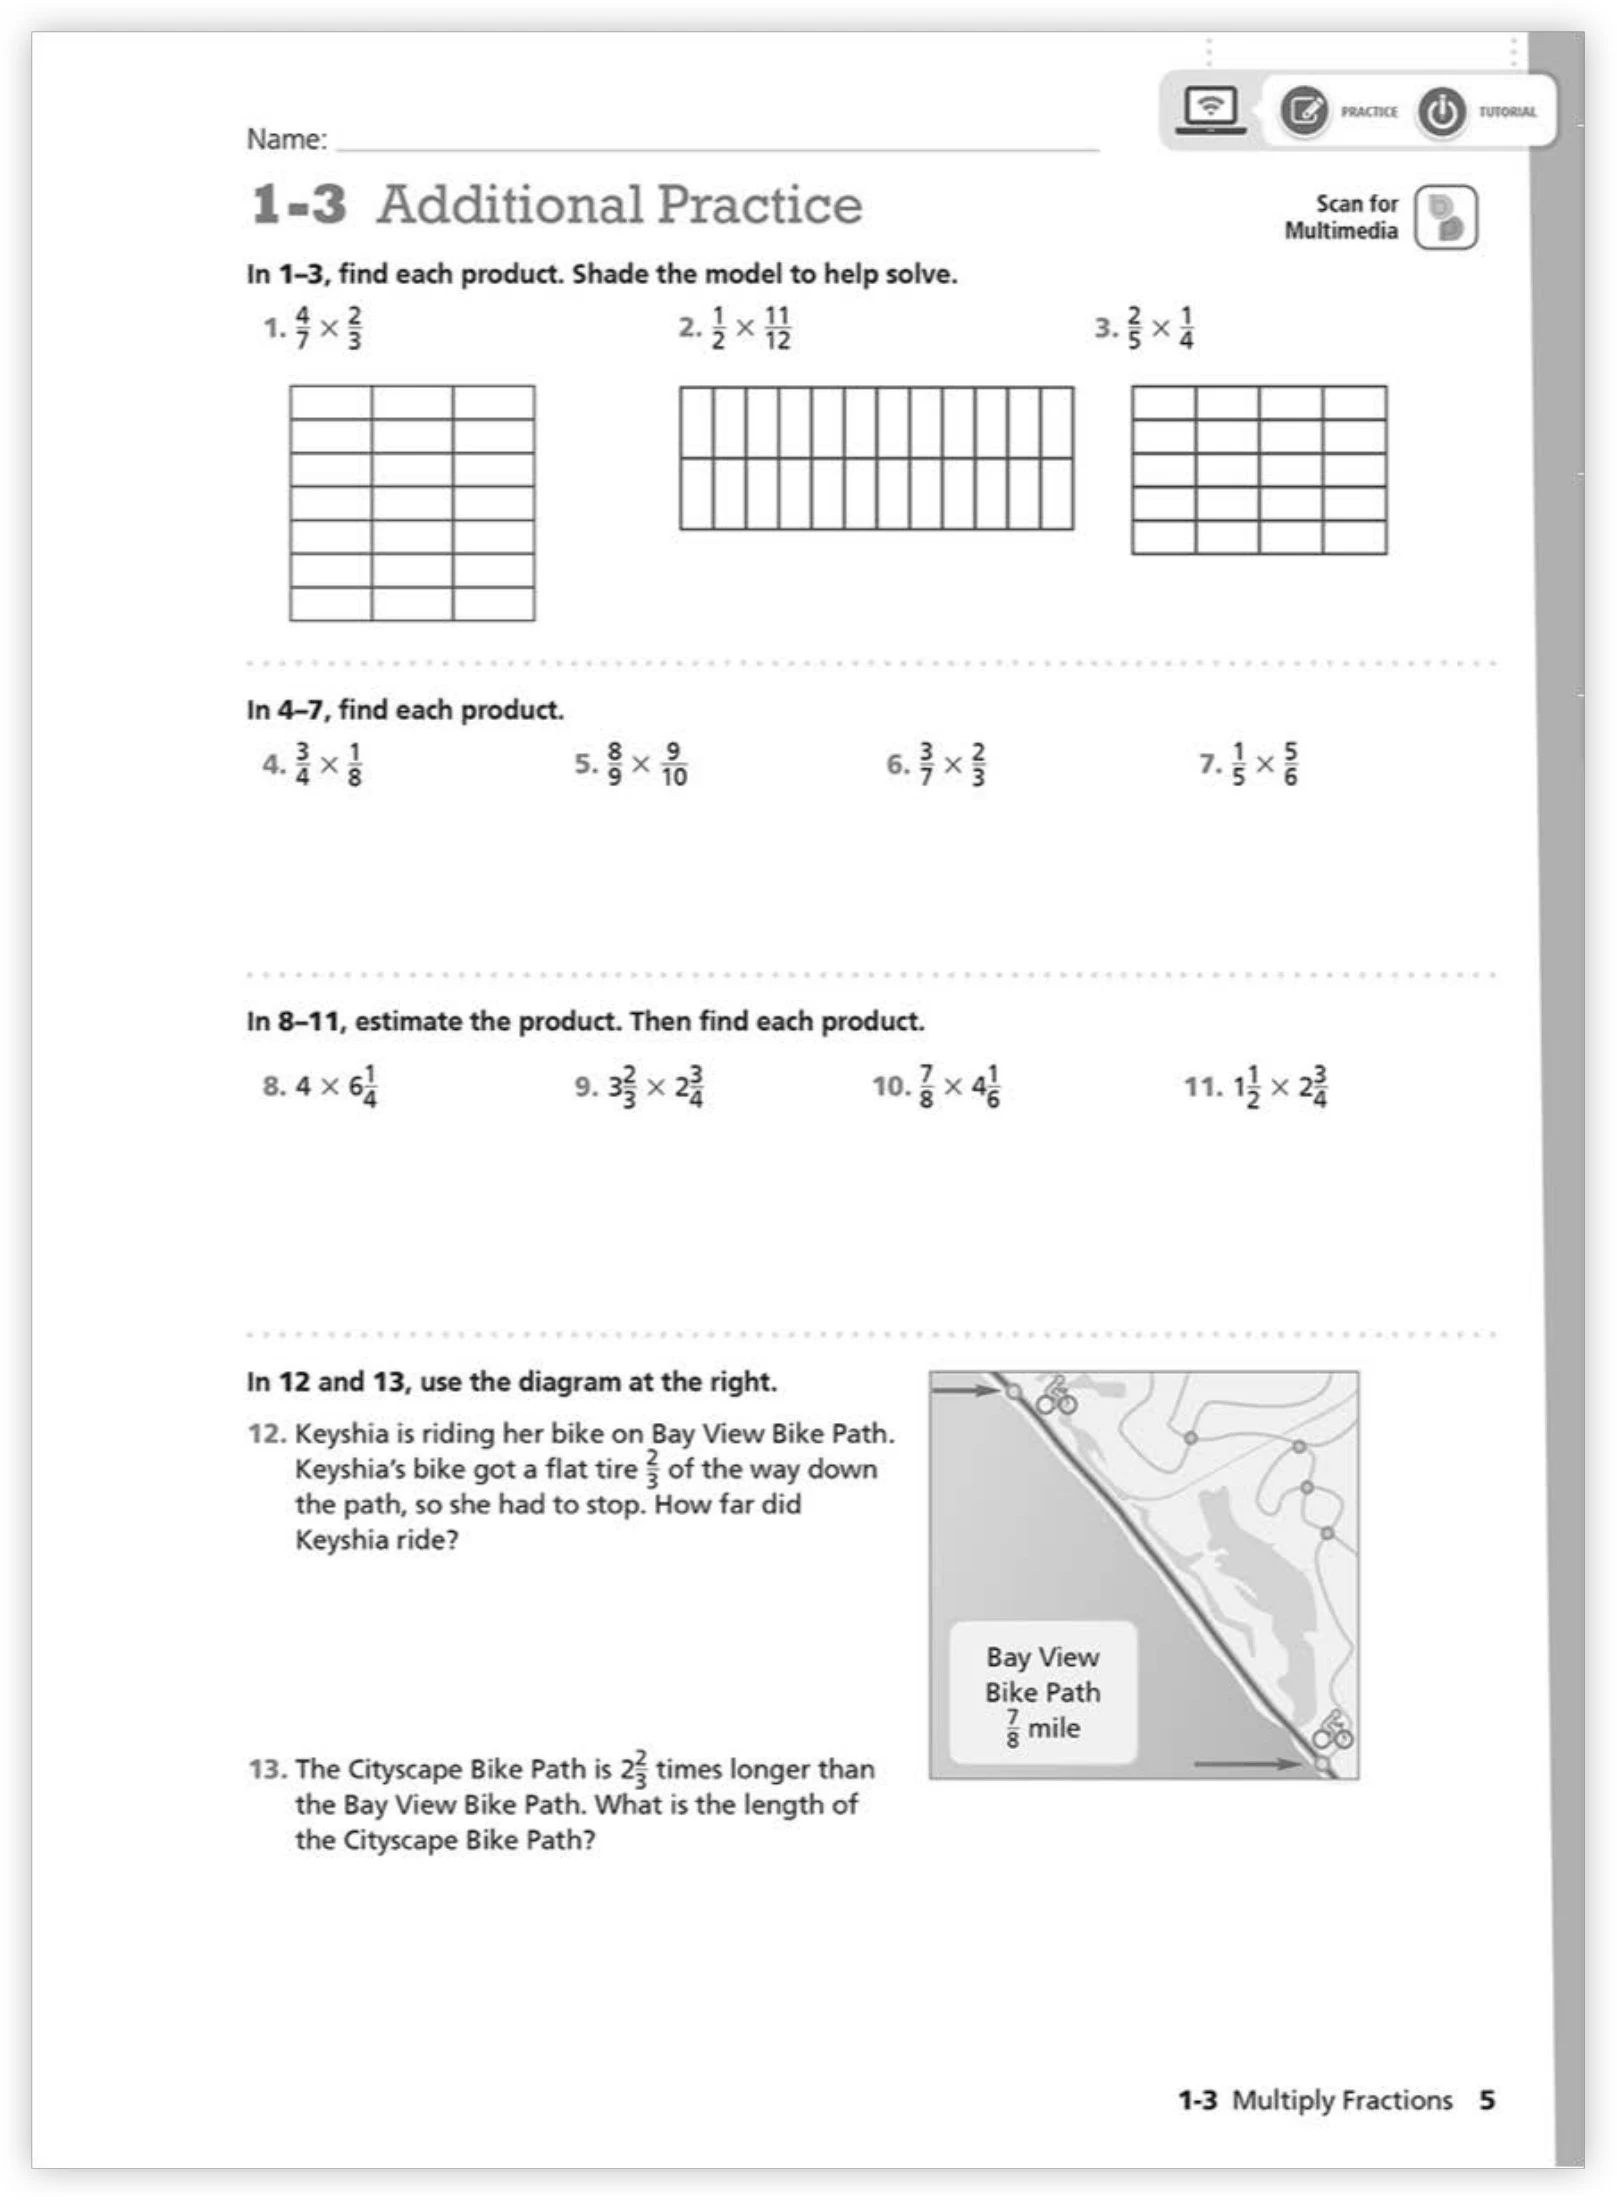 PRACTICE TUTORIAL
Name:
1-3 Additional Practice
Scan for
Multimedia
In 1–3, find each product. Shade the model to help solve.
1. 4/7 × 2/3 2. 1/2 × 11/12 3. 2/5 × 1/4
In 4–7, find each product.
4. 3/4 × 1/8 5. 8/9 × 9/10 6. 3/7 × 2/3 7. 1/5 × 5/6
In 8–11, estimate the product. Then find each product.
8. 4 × 6 1/4 9. 3 2/3 × 2 3/4 10. 7/8 × 4 1/6 11. 1 1/2 × 2 3/4
In 12 and 13, use the diagram at the right.
12. Keyshia is riding her bike on Bay View Bike Path.
Keyshia’s bike got a flat tire 2/3 of the way down
the path, so she had to stop. How far did
Keyshia ride?
Bay View
Bike Path
7/8 mile
13. The Cityscape Bike Path is 2 2/3 times longer than
the Bay View Bike Path. What is the length of
the Cityscape Bike Path?
1-3 Multiply Fractions 5